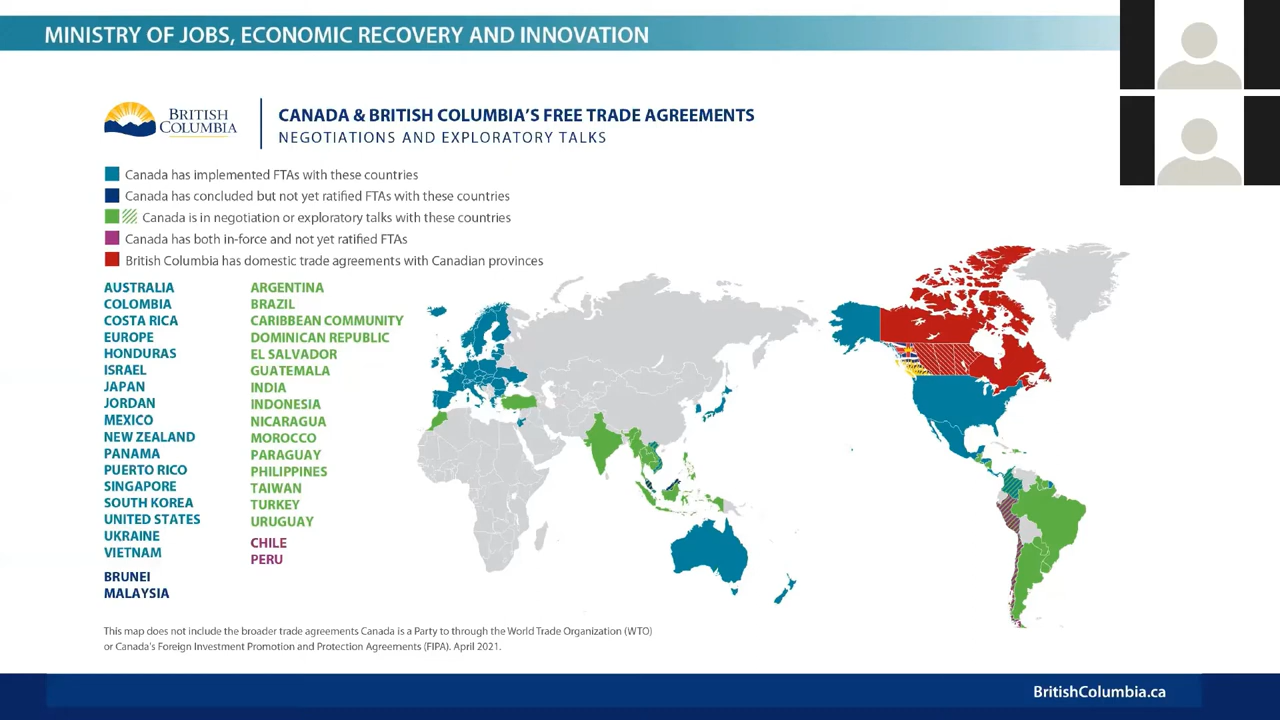 MINISTRY OF JOBS, ECONOMIC RECOVERY AND INNOVATION
BRITISH
COLUMBIA
CANADA & BRITISH COLUMBIA'S FREE TRADE AGREEMENTS
NEGOTIATIONS AND EXPLORATORY TALKS
Canada has implemented FTAs with these countries
Canada has concluded but not yet ratified FTAs with these countries
Canada is in negotiation or exploratory talks with these countries
Canada has both in-force and not yet ratified FTAs
British Columbia has domestic trade agreements with Canadian provinces
AUSTRALIA
COLOMBIA
COSTA RICA
EUROPE
HONDURAS
ISRAEL
JAPAN
JORDAN
MEXICO
NEW ZEALAND
PANAMA
PUERTO RICO
SINGAPORE
SOUTH KOREA
UNITED STATES
UKRAINE
VIETNAM
BRUNEI
MALAYSIA
ARGENTINA
BRAZIL
CARIBBEAN COMMUNITY
DOMINICAN REPUBLIC
EL SALVADOR
GUATEMALA
INDIA
INDONESIA
NICARAGUA
MOROCCO
PARAGUAY
PHILIPPINES
TAIWAN
TURKEY
URUGUAY
CHILE
PERU
This map does not include the broader trade agreements Canada is a Party to through the World Trade Organization (WTO)
or Canada's Foreign Investment Promotion and Protection Agreements (FIPA). April 2021.
BritishColumbia.ca